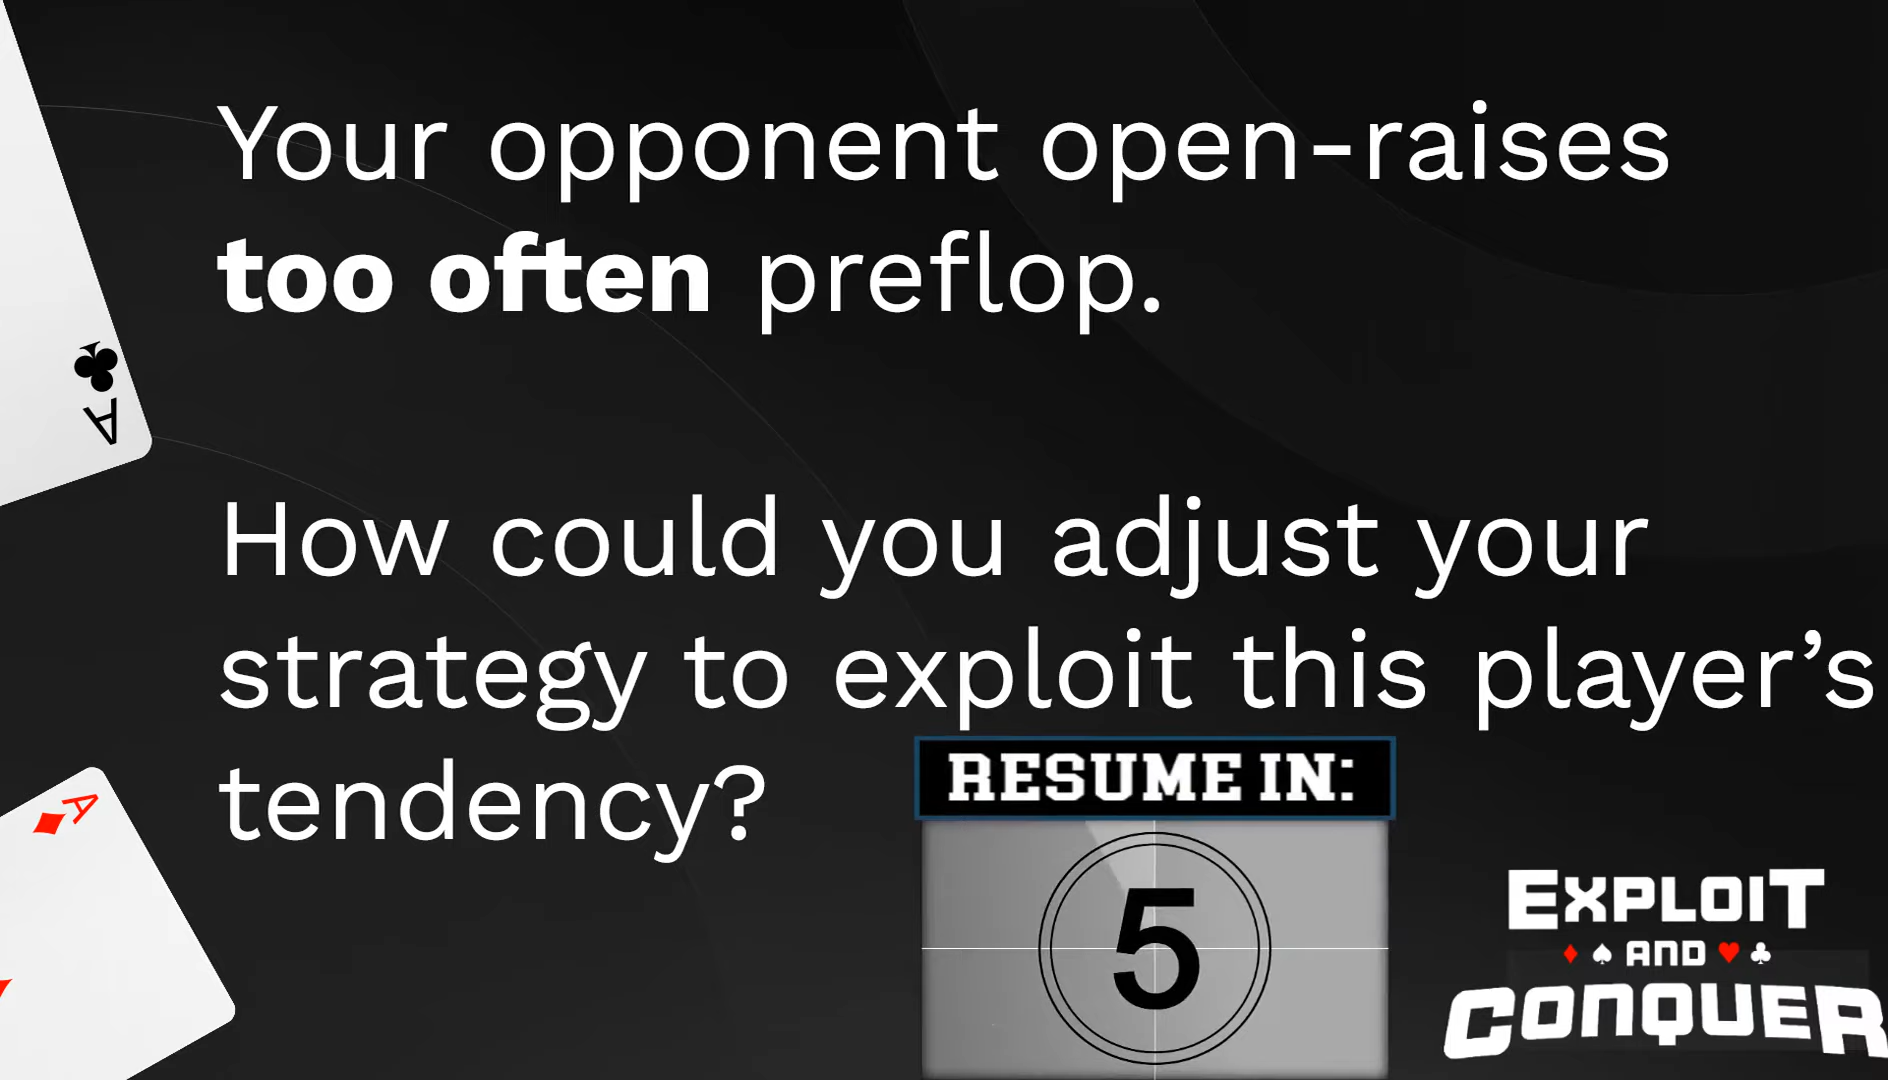 Your opponent open-raises
too often preflop.
How could you adjust your
strategy to exploit this player’s
tendency?
RESUME IN:
5
EXPLOIT
AND
CONQUER
A
A